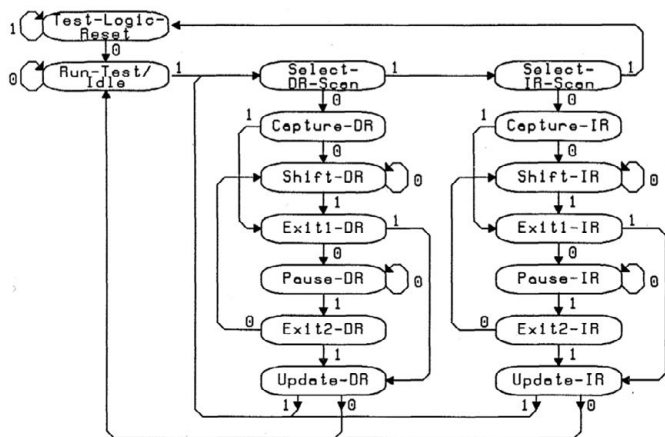 Test-Logic-
Reset
1
0
Run-Test/
Idle
0
1
Select-
DR-Scan
1
Select-
IR-Scan
1
0
0
1
Capture-DR
1
Capture-IR
0
0
Shift-DR
0
Shift-IR
0
1
1
Exit1-DR
1
Exit1-IR
1
0
0
Pause-DR
0
Pause-IR
0
1
1
0
Exit2-DR
0
Exit2-IR
1
1
Update-DR
Update-IR
1
0
1
0